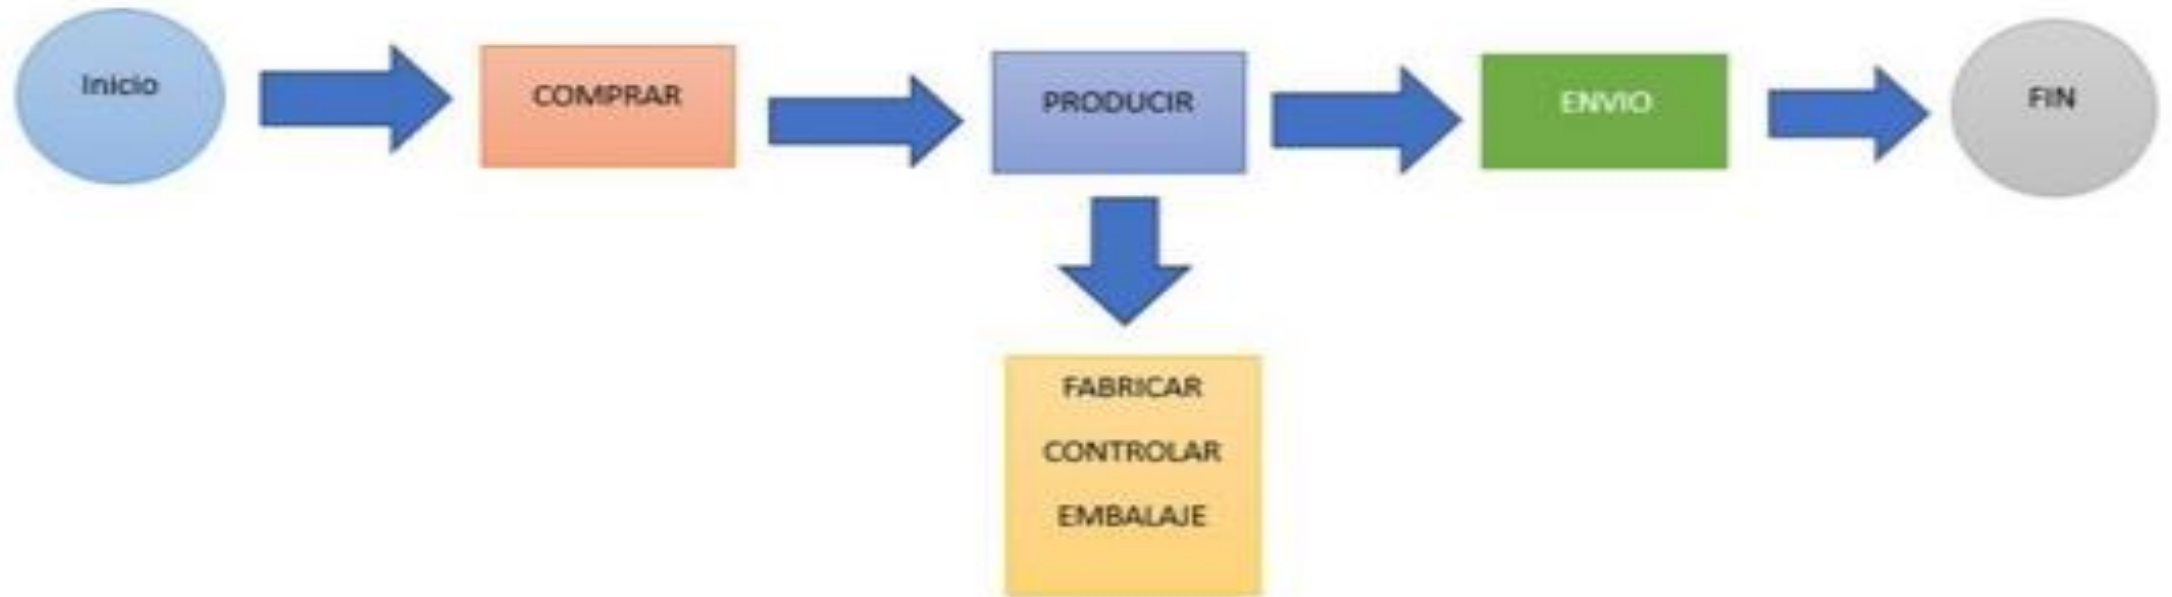 Inicio
COMPRAR
PRODUCIR
ENVIO
FIN
FABRICAR
CONTROLAR
EMBALAJE